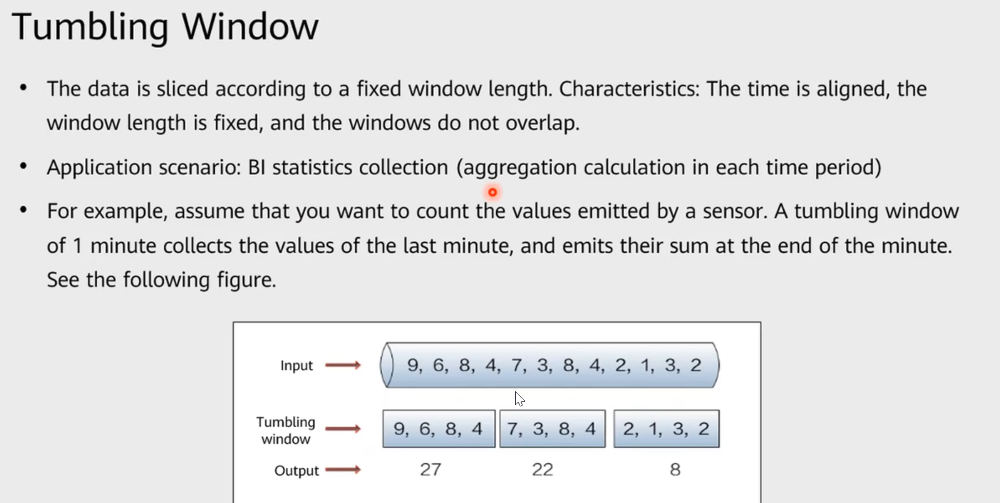 Tumbling Window
• The data is sliced according to a fixed window length. Characteristics: The time is aligned, the
window length is fixed, and the windows do not overlap.
• Application scenario: BI statistics collection (aggregation calculation in each time period)
• For example, assume that you want to count the values emitted by a sensor. A tumbling window
of 1 minute collects the values of the last minute, and emits their sum at the end of the minute.
See the following figure.
Input 9, 6, 8, 4, 7, 3, 8, 4, 2, 1, 3, 2
Tumbling
window
9, 6, 8, 4 7, 3, 8, 4 2, 1, 3, 2
Output 27 22 8